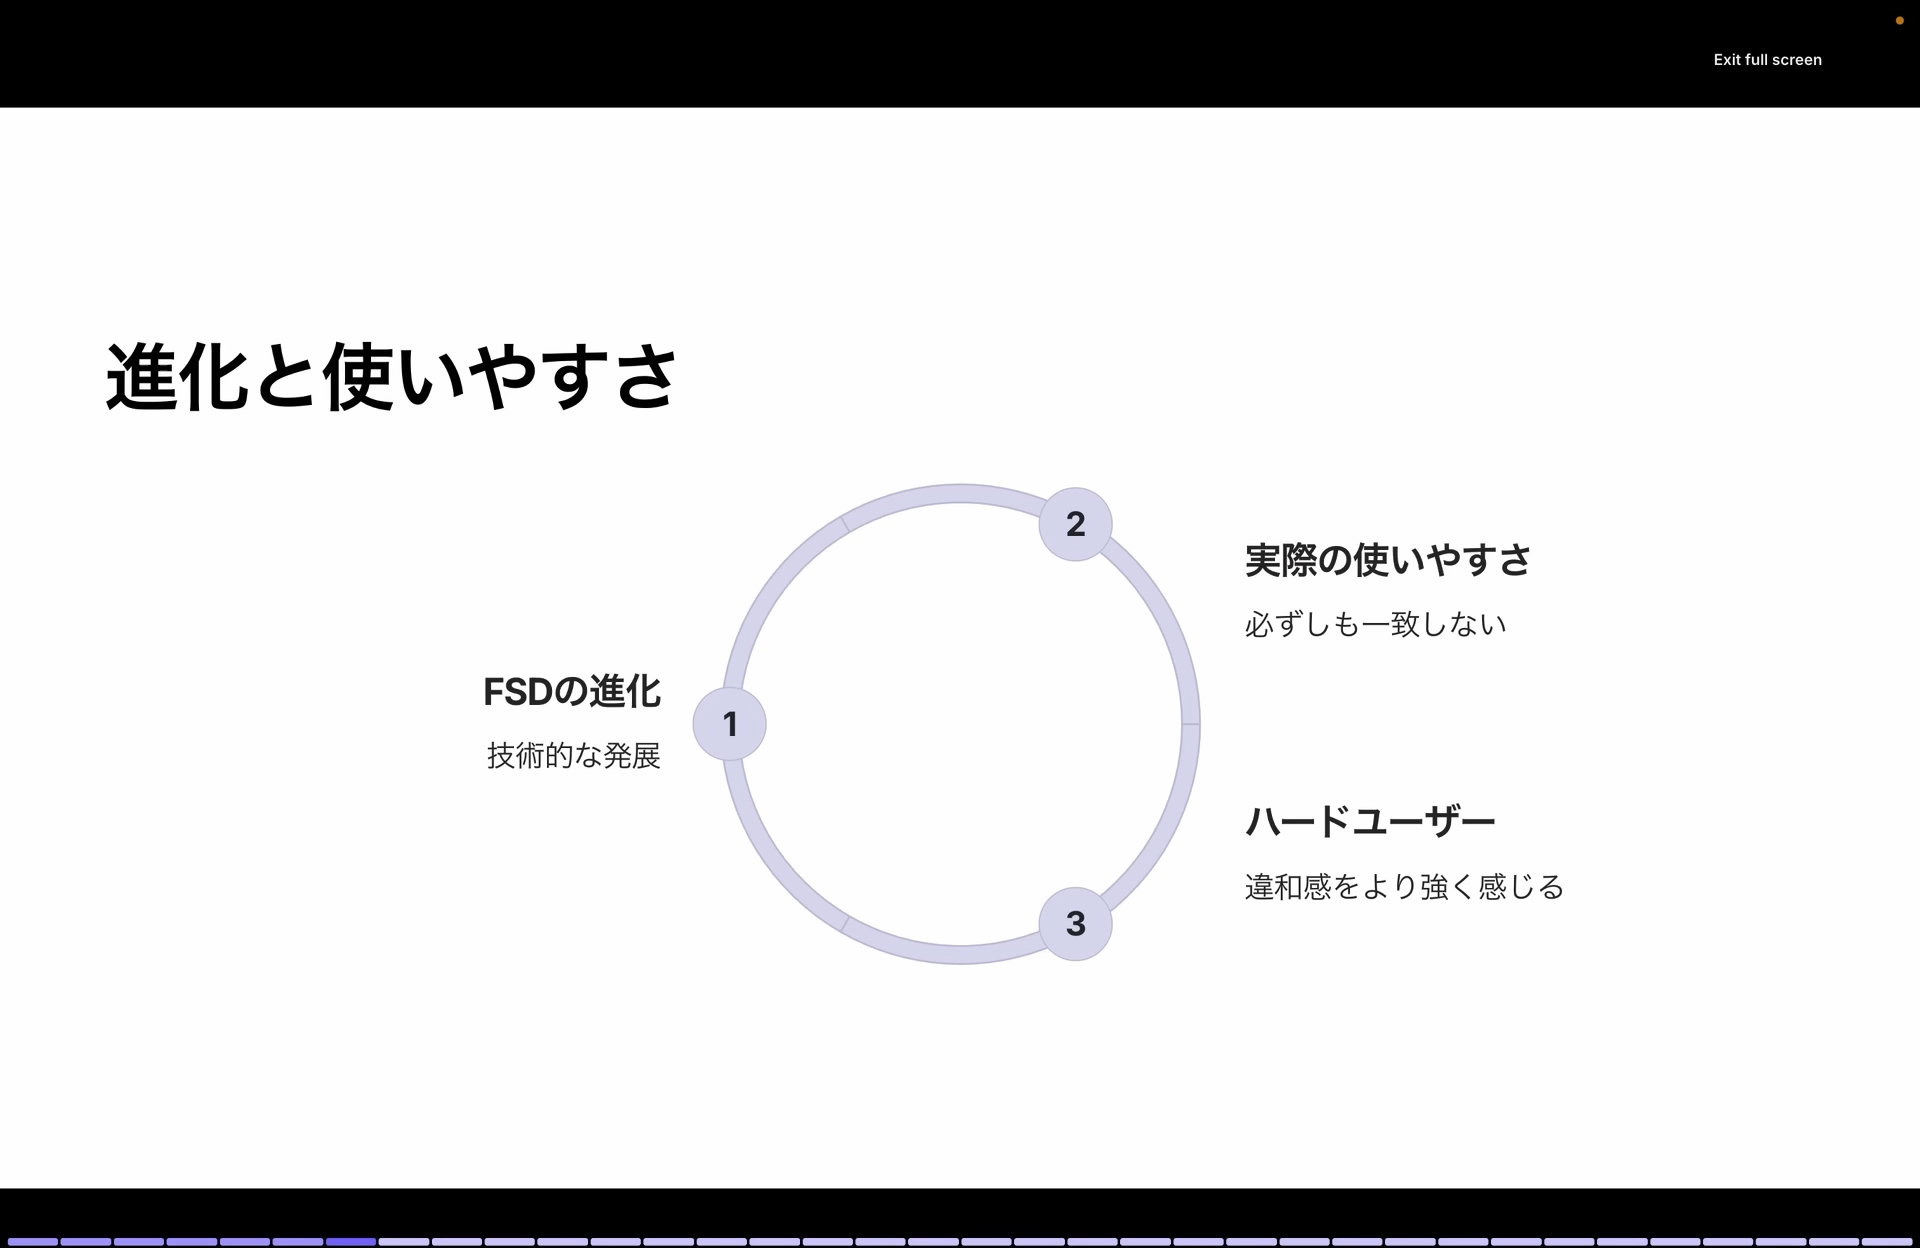 Exit full screen
進化と使いやすさ
1
FSDの進化
技術的な発展
2
実際の使いやすさ
必ずしも一致しない
3
ハードユーザー
違和感をより強く感じる